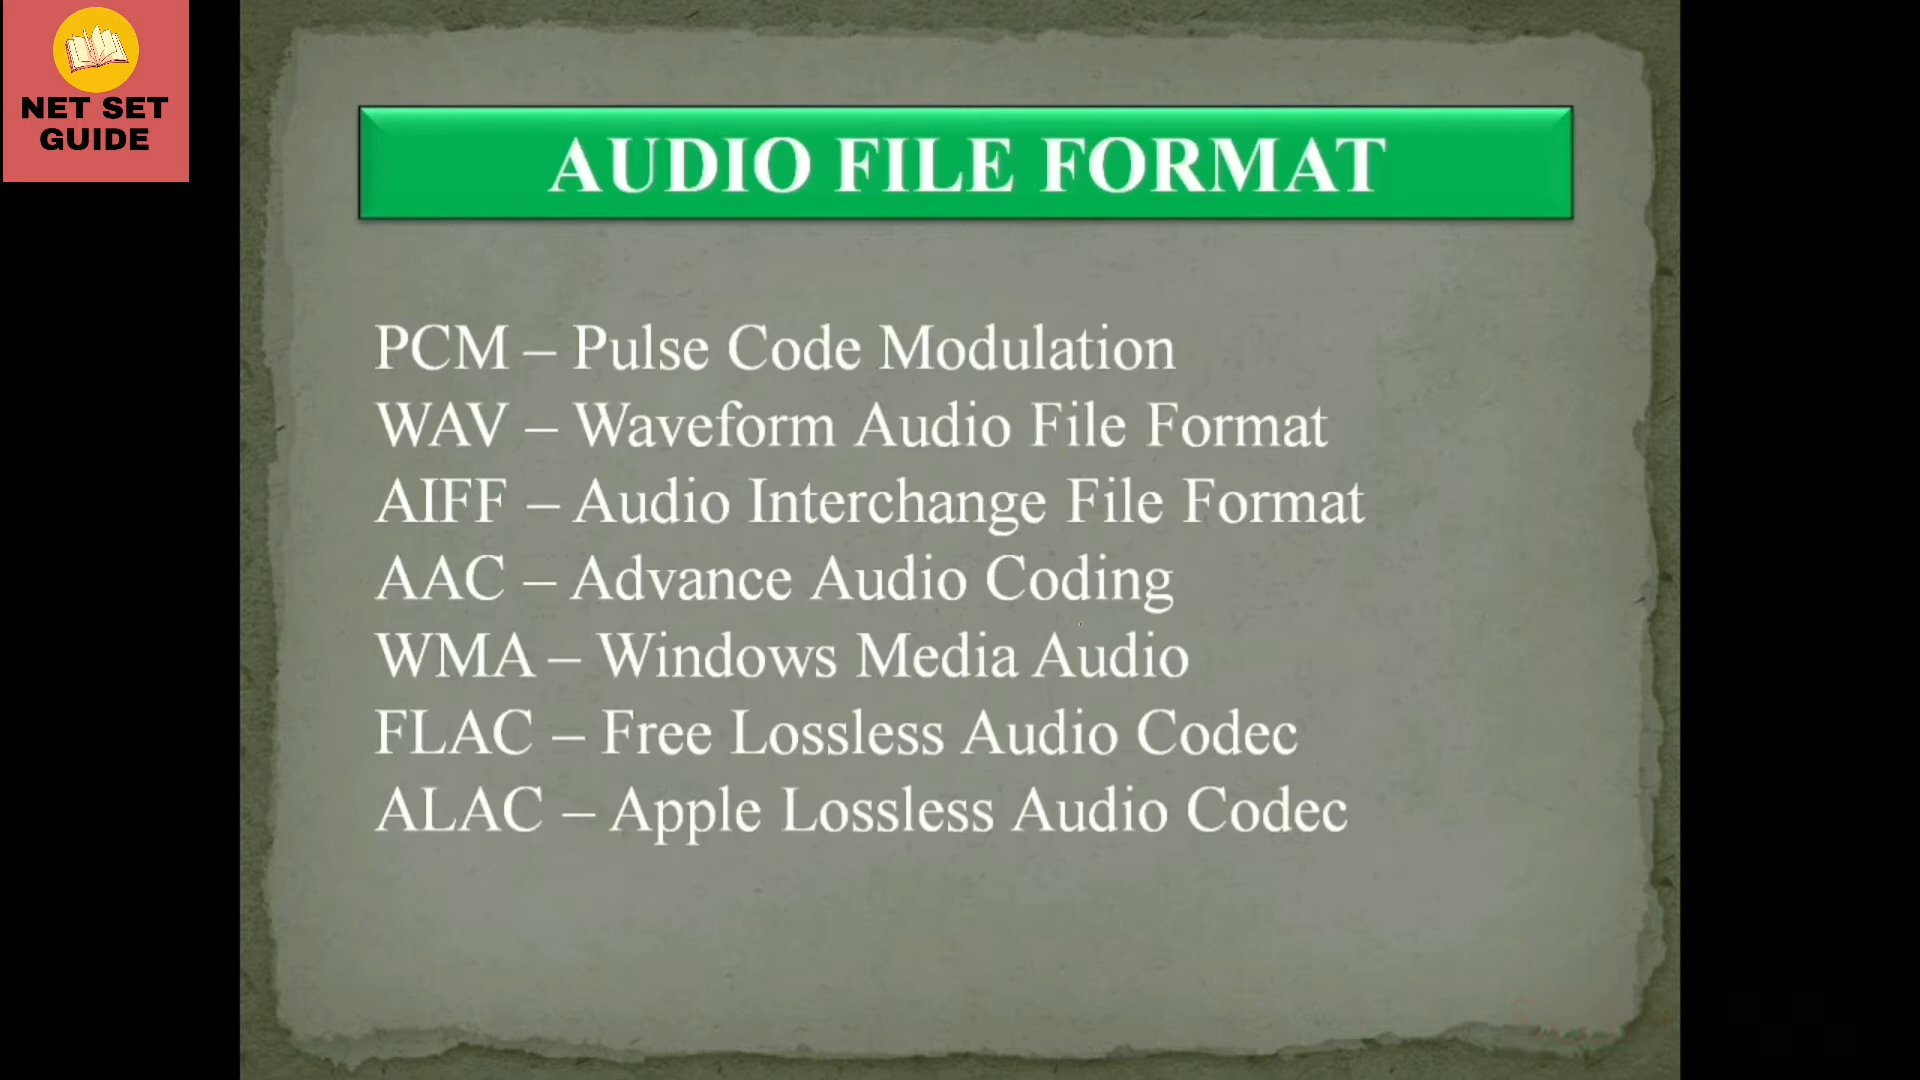 NET SET
GUIDE
AUDIO FILE FORMAT
PCM – Pulse Code Modulation
WAV – Waveform Audio File Format
AIFF – Audio Interchange File Format
AAC – Advance Audio Coding
WMA – Windows Media Audio
FLAC – Free Lossless Audio Codec
ALAC – Apple Lossless Audio Codec